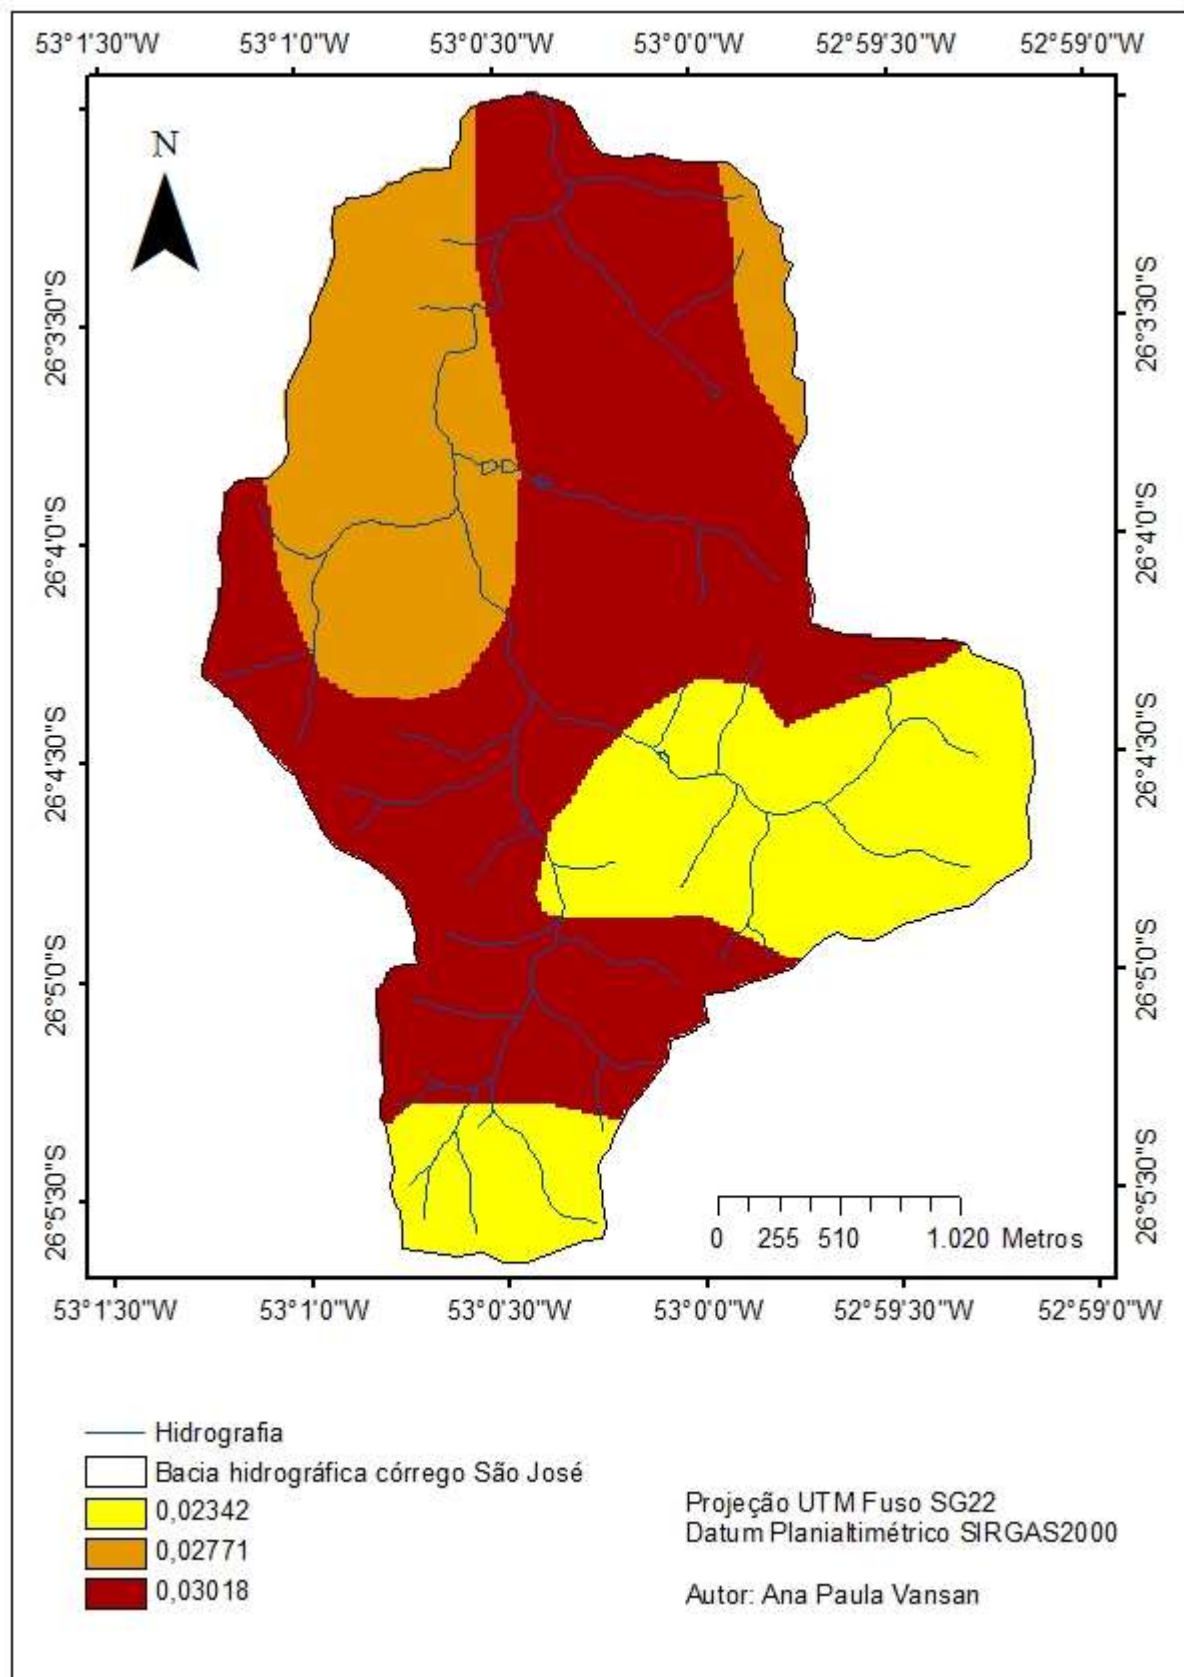 53°1'30"W 53°1'0"W 53°0'30"W 53°0'0"W 52°59'30"W 52°59'0"W
N
26°3'30"S 26°3'30"S
26°4'0"S 26°4'0"S
26°4'30"S 26°4'30"S
26°5'0"S 26°5'0"S
26°5'30"S 26°5'30"S
0 255 510 1.020 Metros
53°1'30"W 53°1'0"W 53°0'30"W 53°0'0"W 52°59'30"W 52°59'0"W
Hidrografia
Bacia hidrográfica córrego São José
0,02342
0,02771
0,03018
Projeção UTM Fuso SG22
Datum Planialtimétrico SIRGAS2000
Autor: Ana Paula Vansan